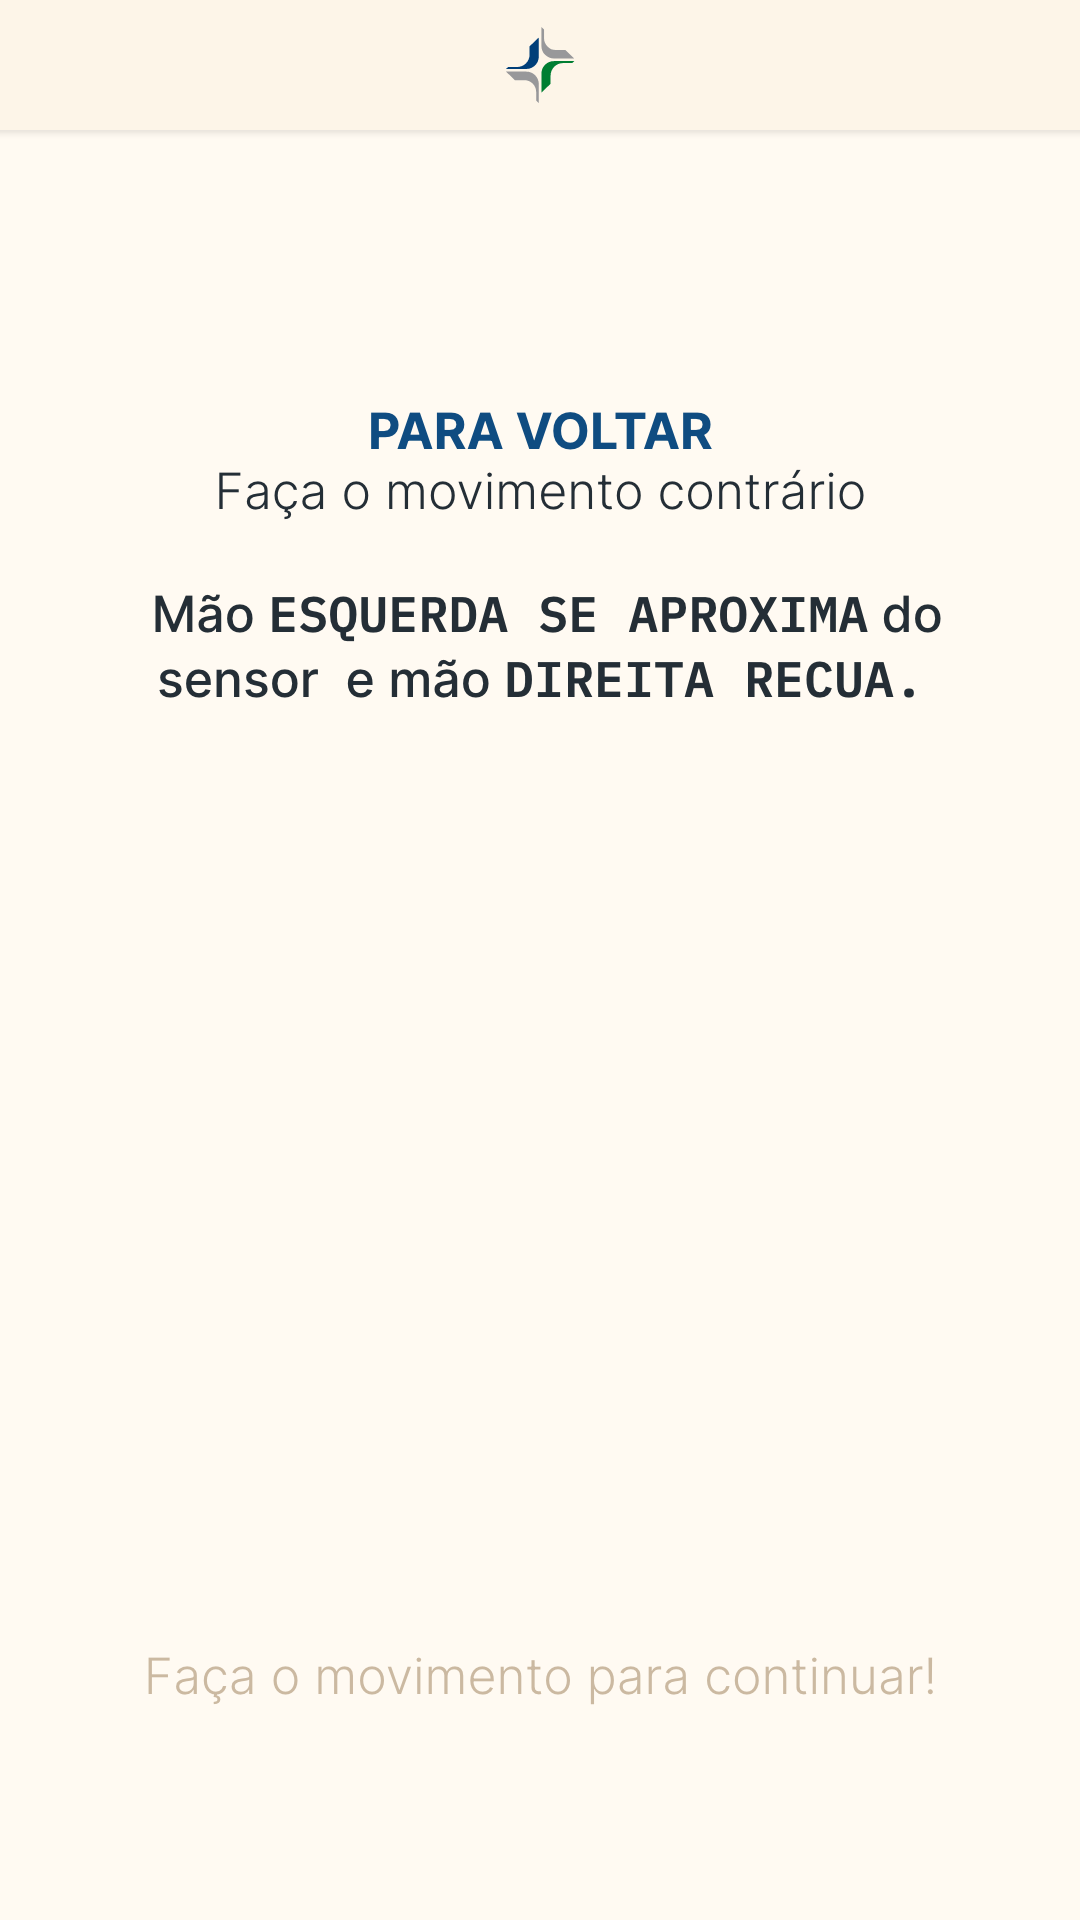 PARA VOLTAR
Faça o movimento contrário
Mão ESQUERDA SE APROXIMA do
sensor  e mão DIREITA RECUA.
Faça o movimento para continuar!